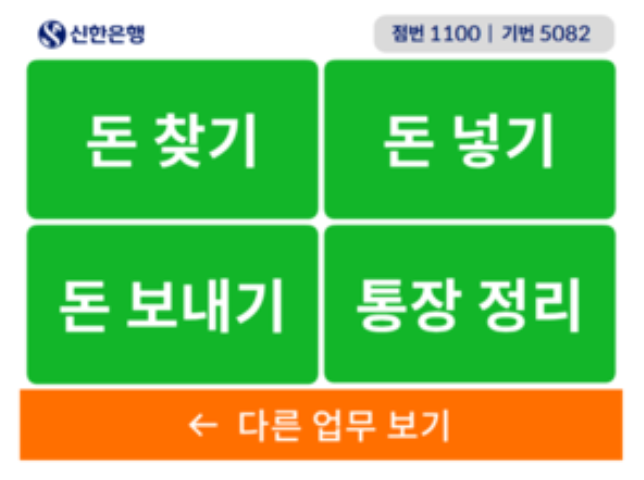 신한은행
점번 1100 | 기번 5082
돈 찾기
돈 넣기
돈 보내기
통장 정리
← 다른 업무 보기